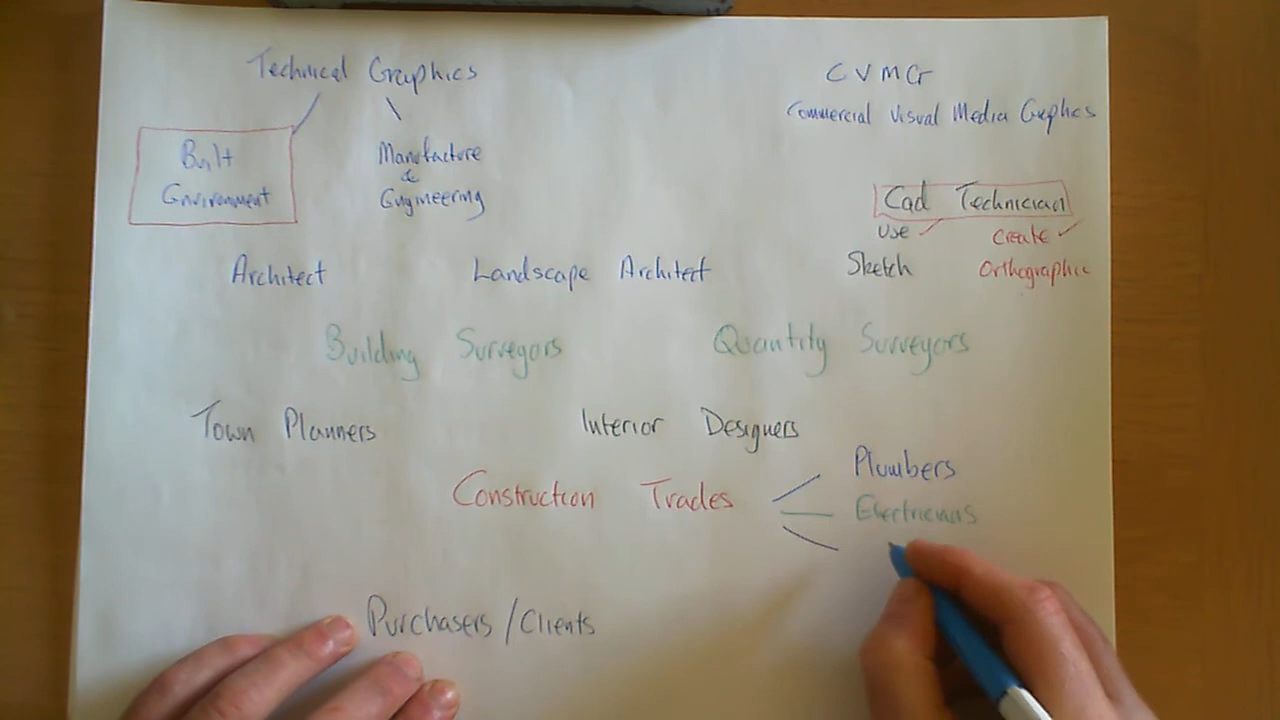 Technical Graphics
CVMG
Commercial Visual Media Graphics
Built
Environment
Manufacture
&
Engineering
Cad Technician
Use ✓ Create ✓
Sketch Orthographic
Architect Landscape Architect
Building Surveyors Quantity Surveyors
Town Planners Interior Designers
Construction Trades
Plumbers
Electricians
Purchasers/Clients